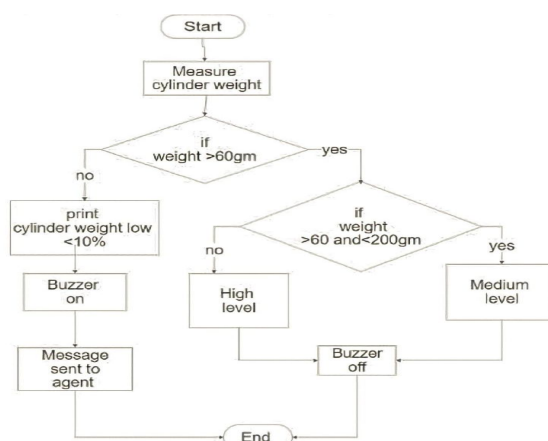 Start
Measure
cylinder weight
if
weight >60gm
no
yes
print
cylinder weight low
<10%
if
weight
>60 and<200gm
no
yes
Buzzer
on
High
level
Medium
level
Message
sent to
agent
Buzzer
off
End